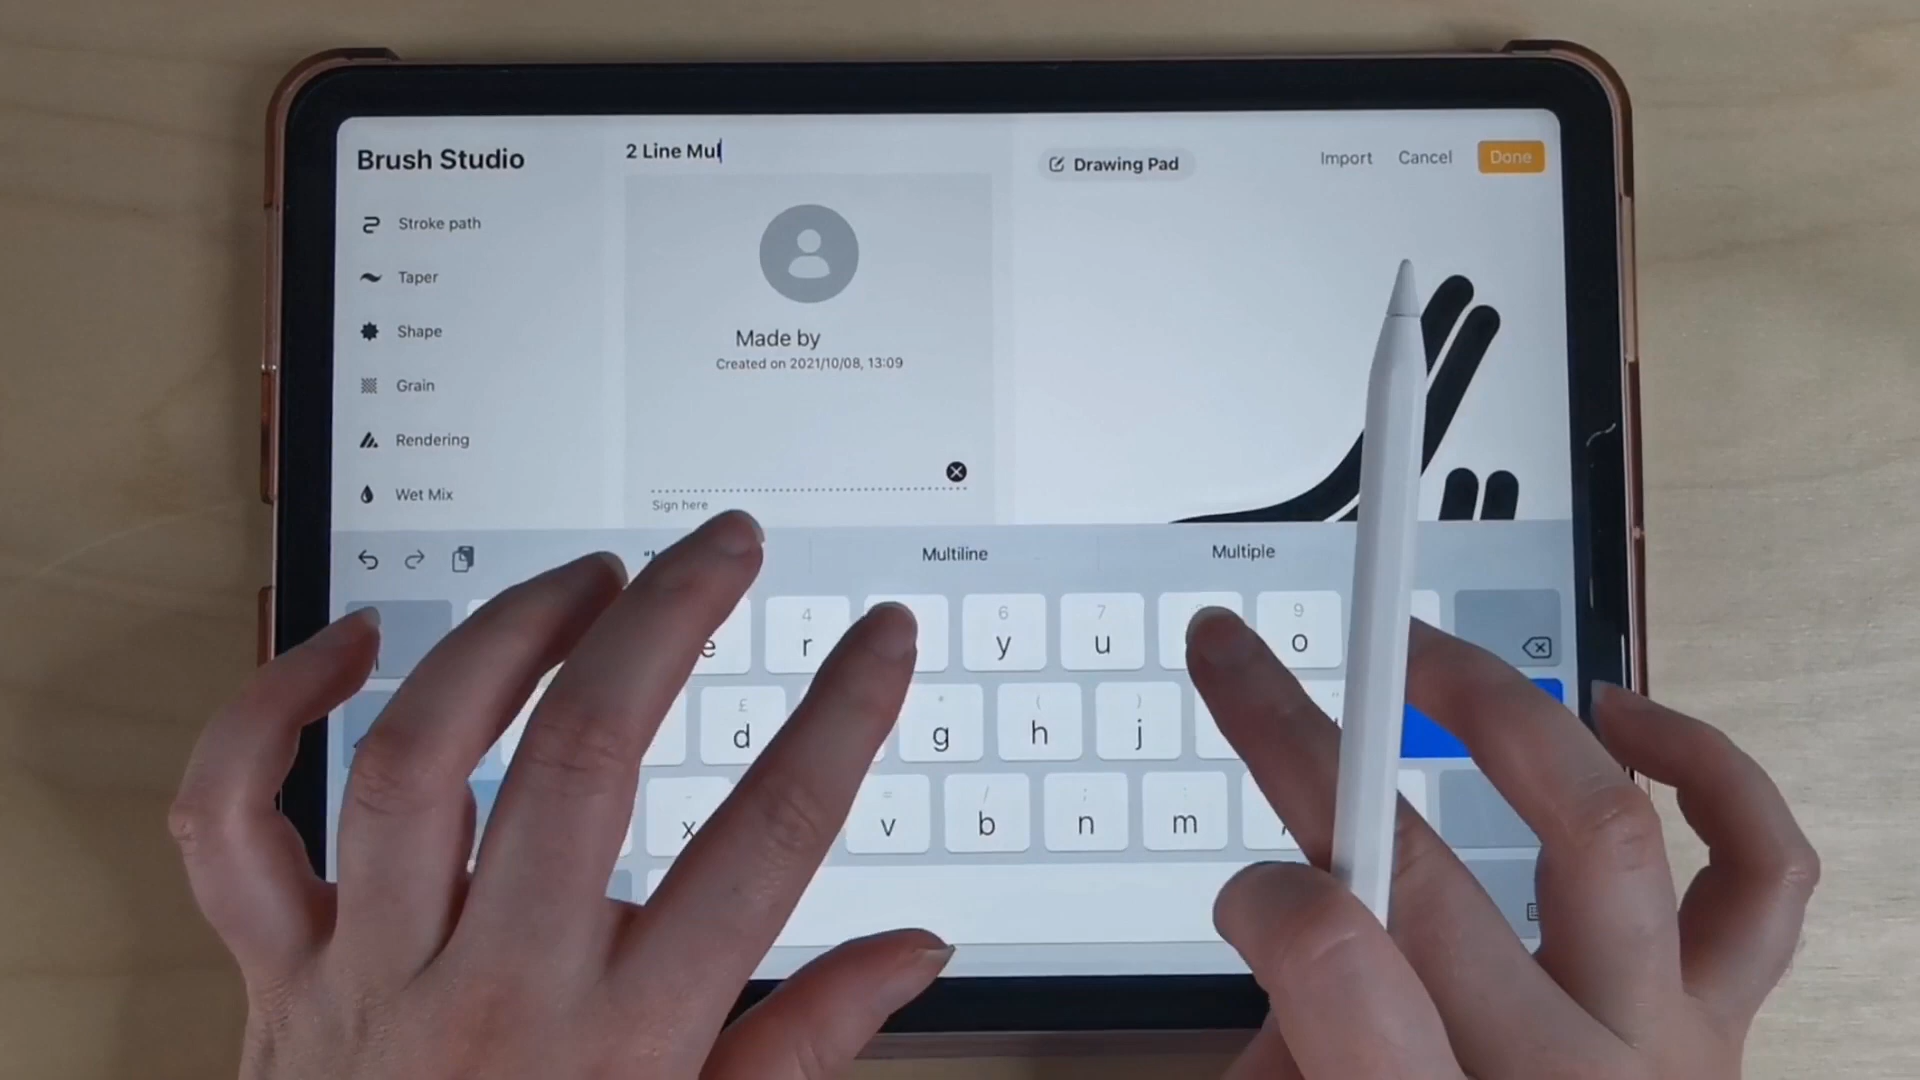 Brush Studio
2 Line Mul
Drawing Pad
Import
Cancel
Done
Stroke path
Taper
Shape
Grain
Rendering
Wet Mix
Made by
Created on 2021/10/08, 13:09
Sign here
Multiline
Multiple
4 6 7 9
e r y u o
£ * ( ) "
d g h j
- = / ; :
x v b n m